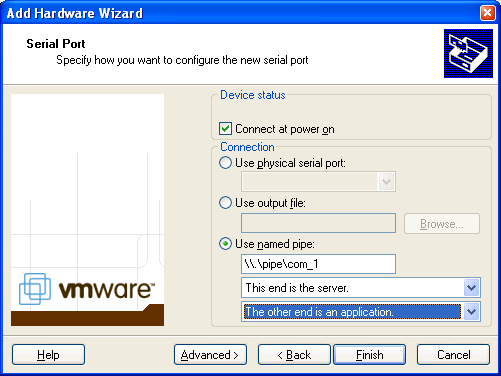 Add Hardware Wizard
Serial Port
Specify how you want to configure the new serial port
Device status
Connect at power on
Connection
Use physical serial port:
Use output file:
Browse...
Use named pipe:
\\.\pipe\com_1
This end is the server.
The other end is an application.
vmware™
Help
Advanced >
< Back
Finish
Cancel